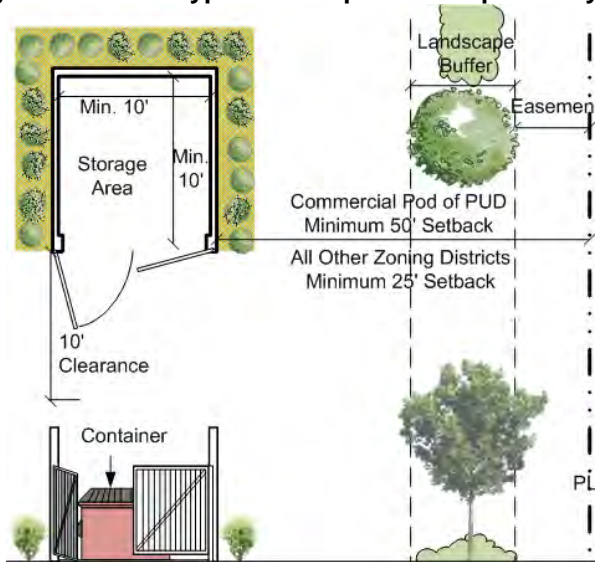 Landscape
Buffer
Min. 10'
Storage
Area
Min.
10'
Commercial Pod of PUD
Minimum 50' Setback
All Other Zoning Districts
Minimum 25' Setback
10'
Clearance
Container
PL